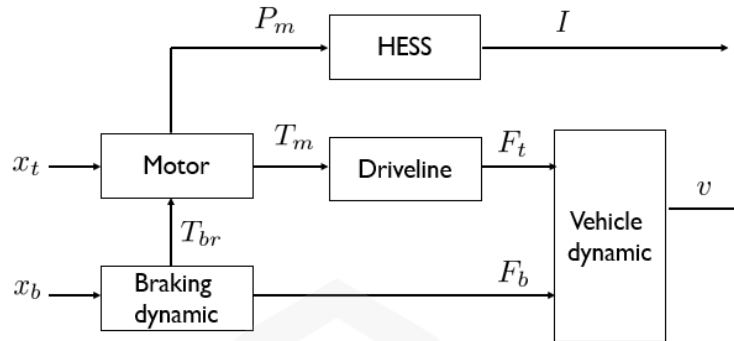 P_m
HESS
I
x_t
Motor
T_m
Driveline
F_t
Vehicle
dynamic
v
T_br
x_b
Braking
dynamic
F_b